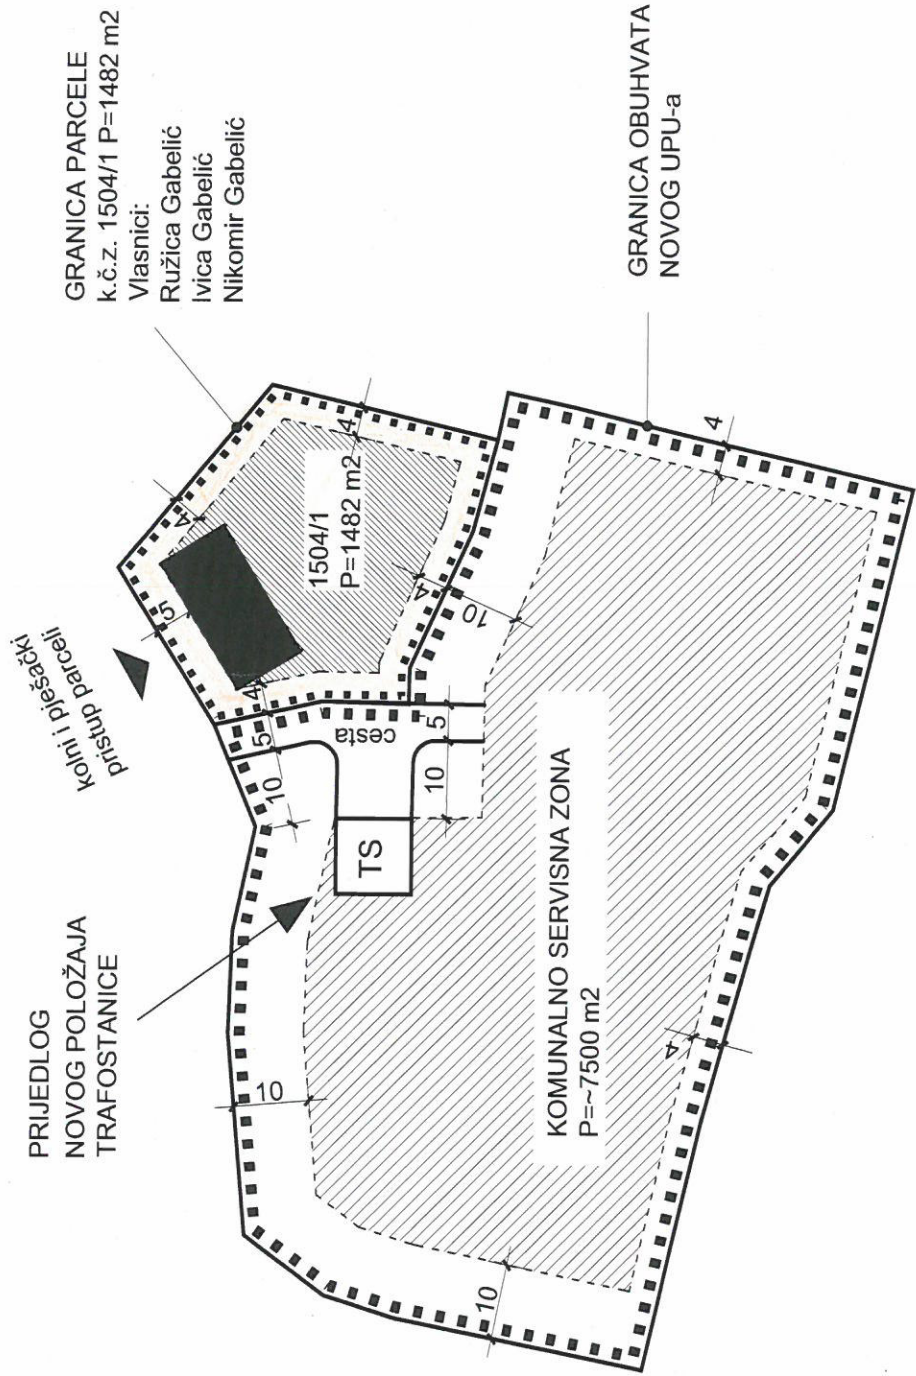 PRIJEDLOG
NOVOG POLOŽAJA
TRAFOSTANICE
kolni i pješački
pristup parceli
GRANICA PARCELE
k.č.z. 1504/1 P=1482 m2
Vlasnici:
Ružica Gabelić
Ivica Gabelić
Nikomir Gabelić
10
10
5
4
5
4
4
1504/1
P=1482 m2
TS
cesta
10
5
4
10
10
KOMUNALNO SERVISNA ZONA
P=~7500 m2
4
4
GRANICA OBUHVATA
NOVOG UPU-a